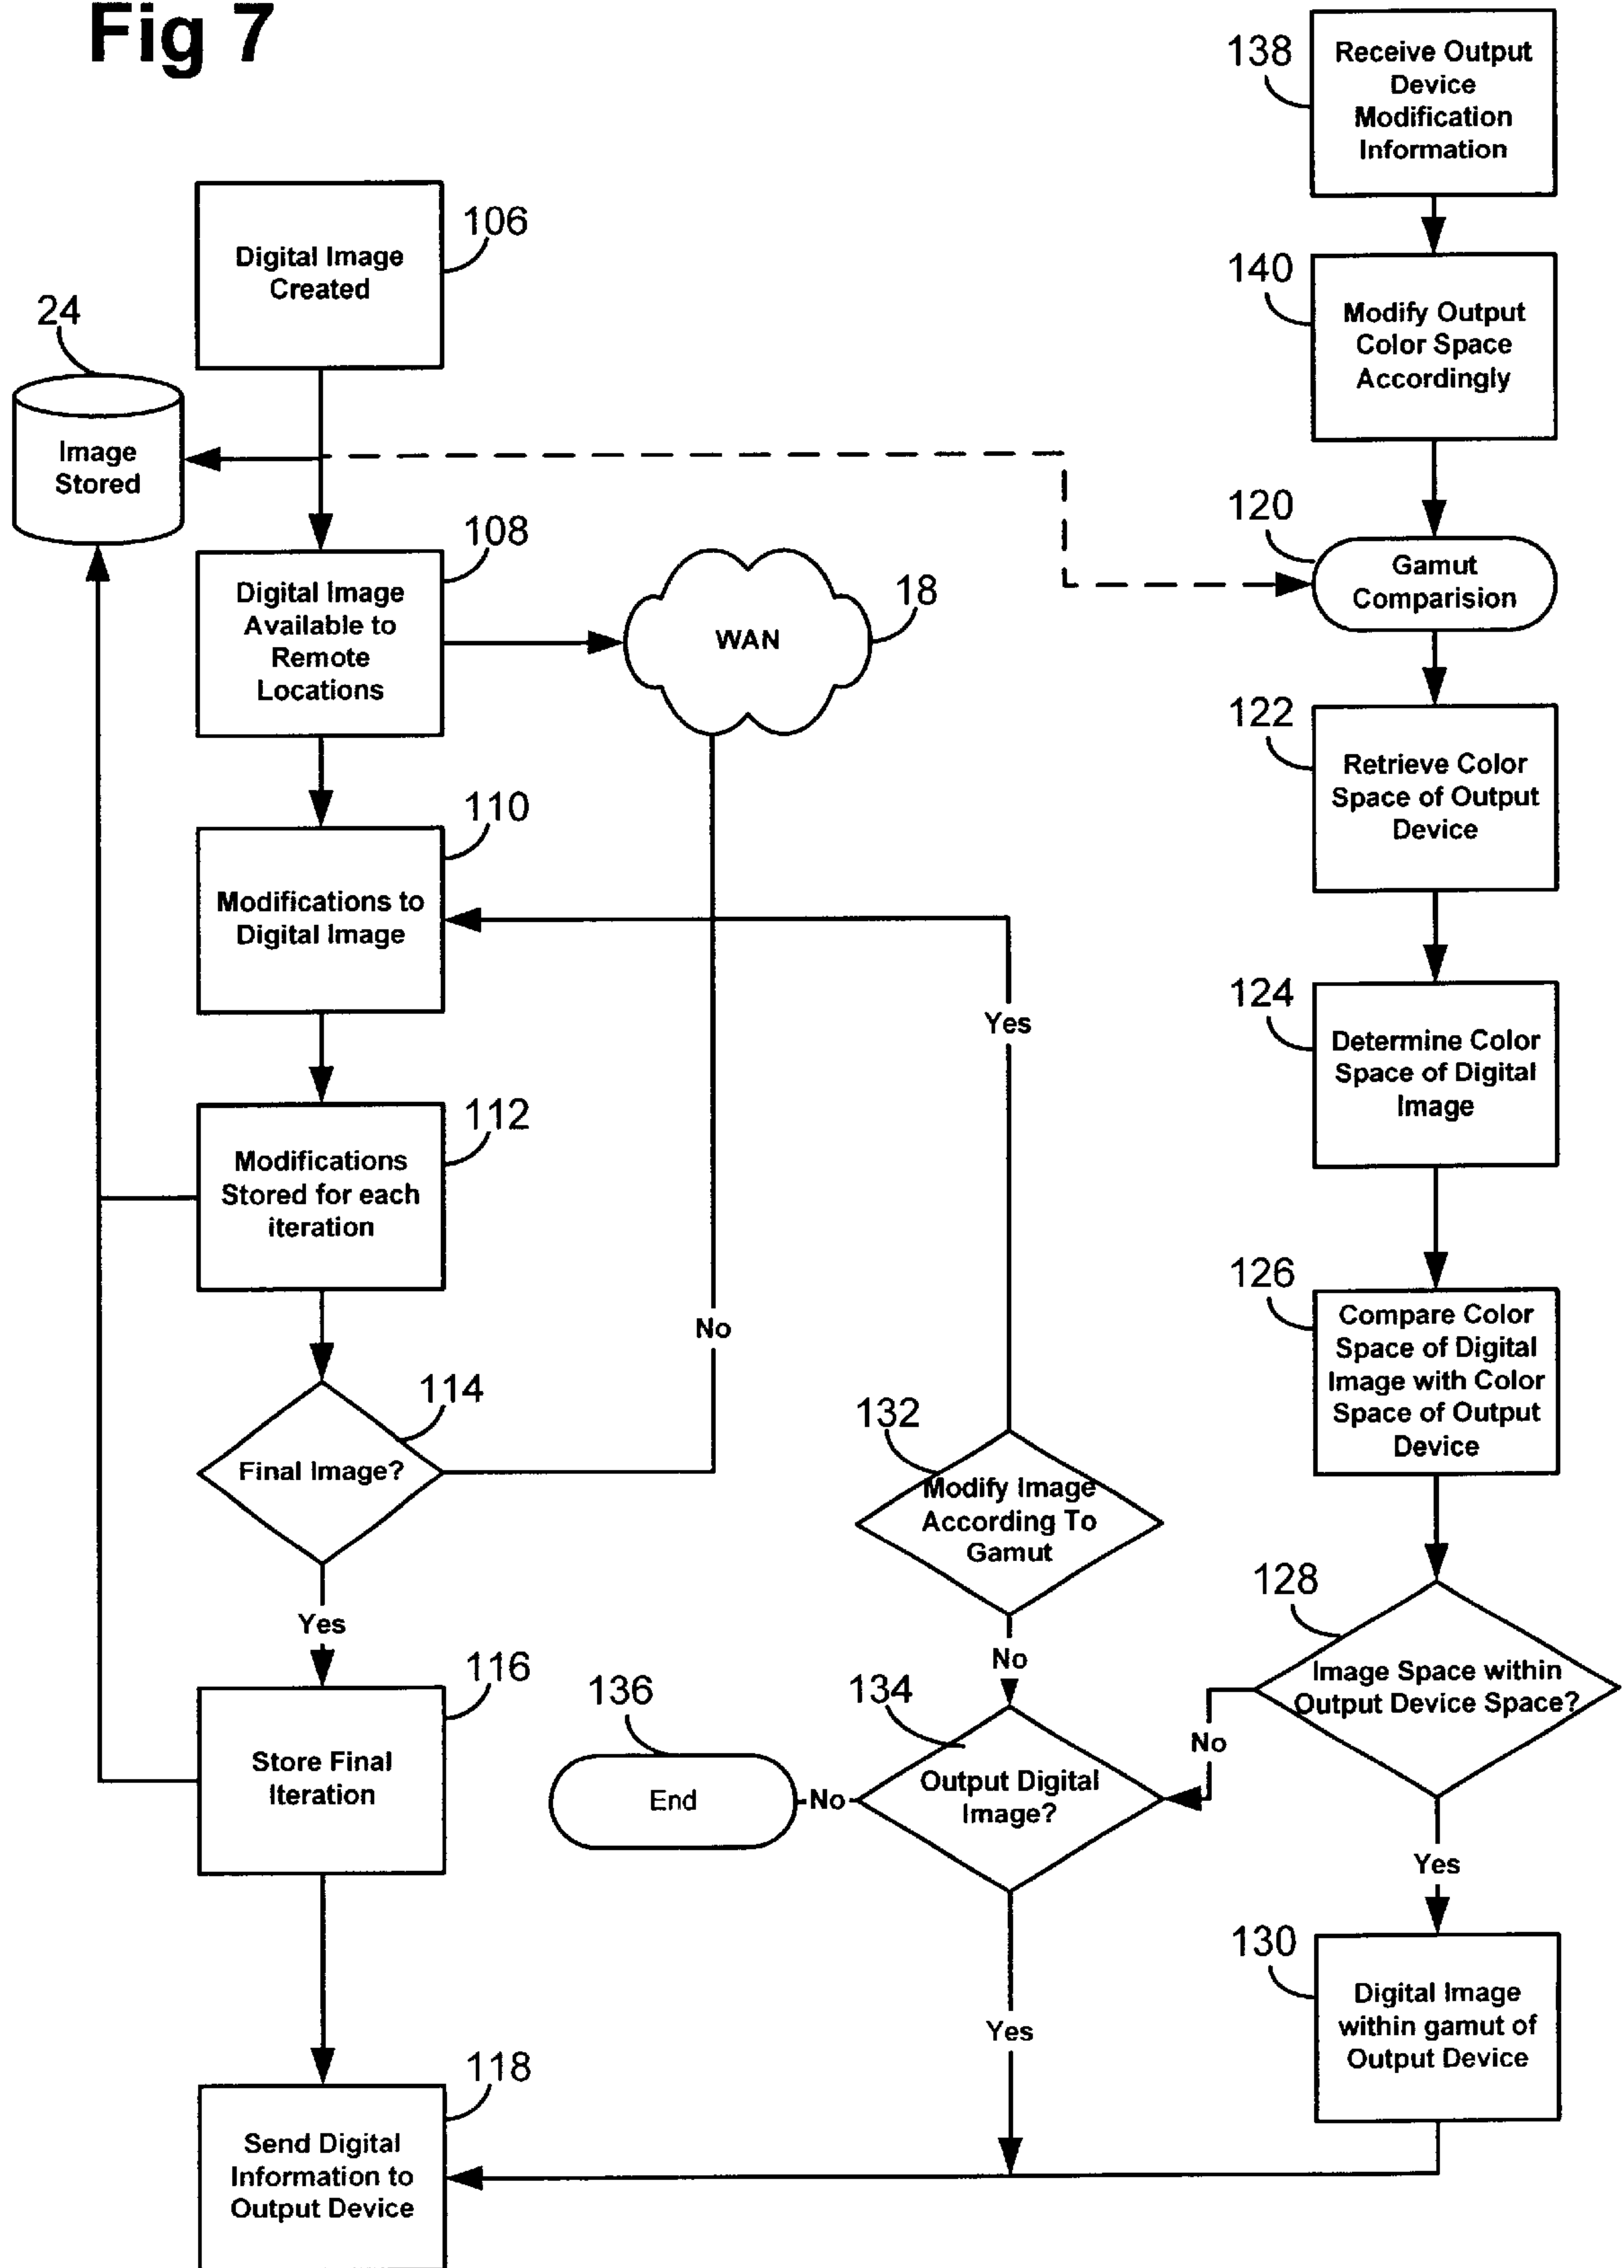 Fig 7
106
Digital Image
Created
24
Image
Stored
108
Digital Image
Available to
Remote
Locations
18
WAN
110
Modifications to
Digital Image
112
Modifications
Stored for each
iteration
114
Final Image?
No
Yes
116
Store Final
Iteration
118
Send Digital
Information to
Output Device
Yes
132
Modify Image
According To
Gamut
No
134
Output Digital
Image?
No
136
End
Yes
138
Receive Output
Device
Modification
Information
140
Modify Output
Color Space
Accordingly
120
Gamut
Comparision
122
Retrieve Color
Space of Output
Device
124
Determine Color
Space of Digital
Image
126
Compare Color
Space of Digital
Image with Color
Space of Output
Device
128
Image Space within
Output Device Space?
No
Yes
130
Digital Image
within gamut of
Output Device